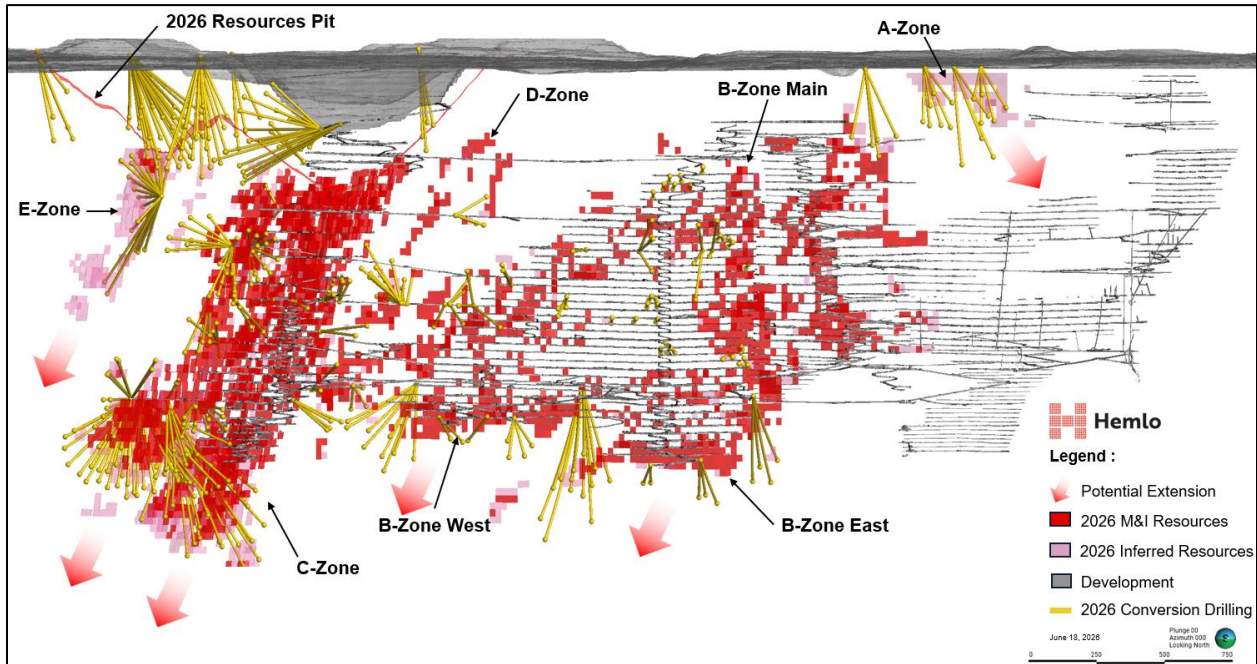 2026 Resources Pit
A-Zone
D-Zone
B-Zone Main
E-Zone
B-Zone West
B-Zone East
C-Zone
Hemlo
Legend :
Potential Extension
2026 M&I Resources
2026 Inferred Resources
Development
2026 Conversion Drilling
June 18, 2026
Plunge 00
Azimuth 000
Looking North
0 250 500 750